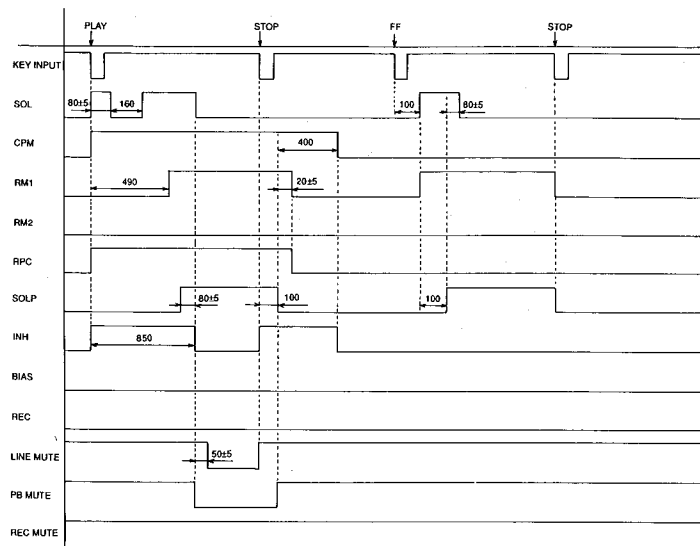 PLAY STOP FF STOP
KEY INPUT
SOL 80±5 160 100 80±5
CPM 400
RM1 490 20±5
RM2
RPC
SOLP 80±5 100 100
INH 850
BIAS
REC
LINE MUTE 50±5
PB MUTE
REC MUTE